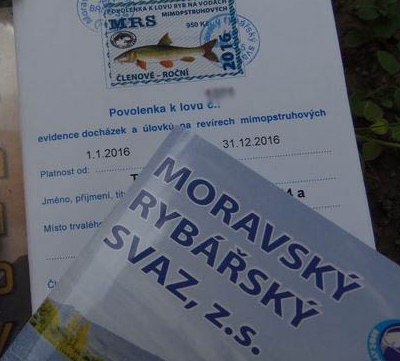 POVOLENKA K LOVU RYB NA VODÁCH
MRS MIMOPSTRUHOVÝCH
950 Kč
2016
ČLENOVÉ - ROČNÍ
Povolenka k lovu č.:
evidence docházek a úlovků na revírech mimopstruhových
1.1.2016 31.12.2016
Platnost od:
Jméno, příjmení, titul
Místo trvalého
MORAVSKÝ
RYBÁŘSKÝ
SVAZ, z.s.